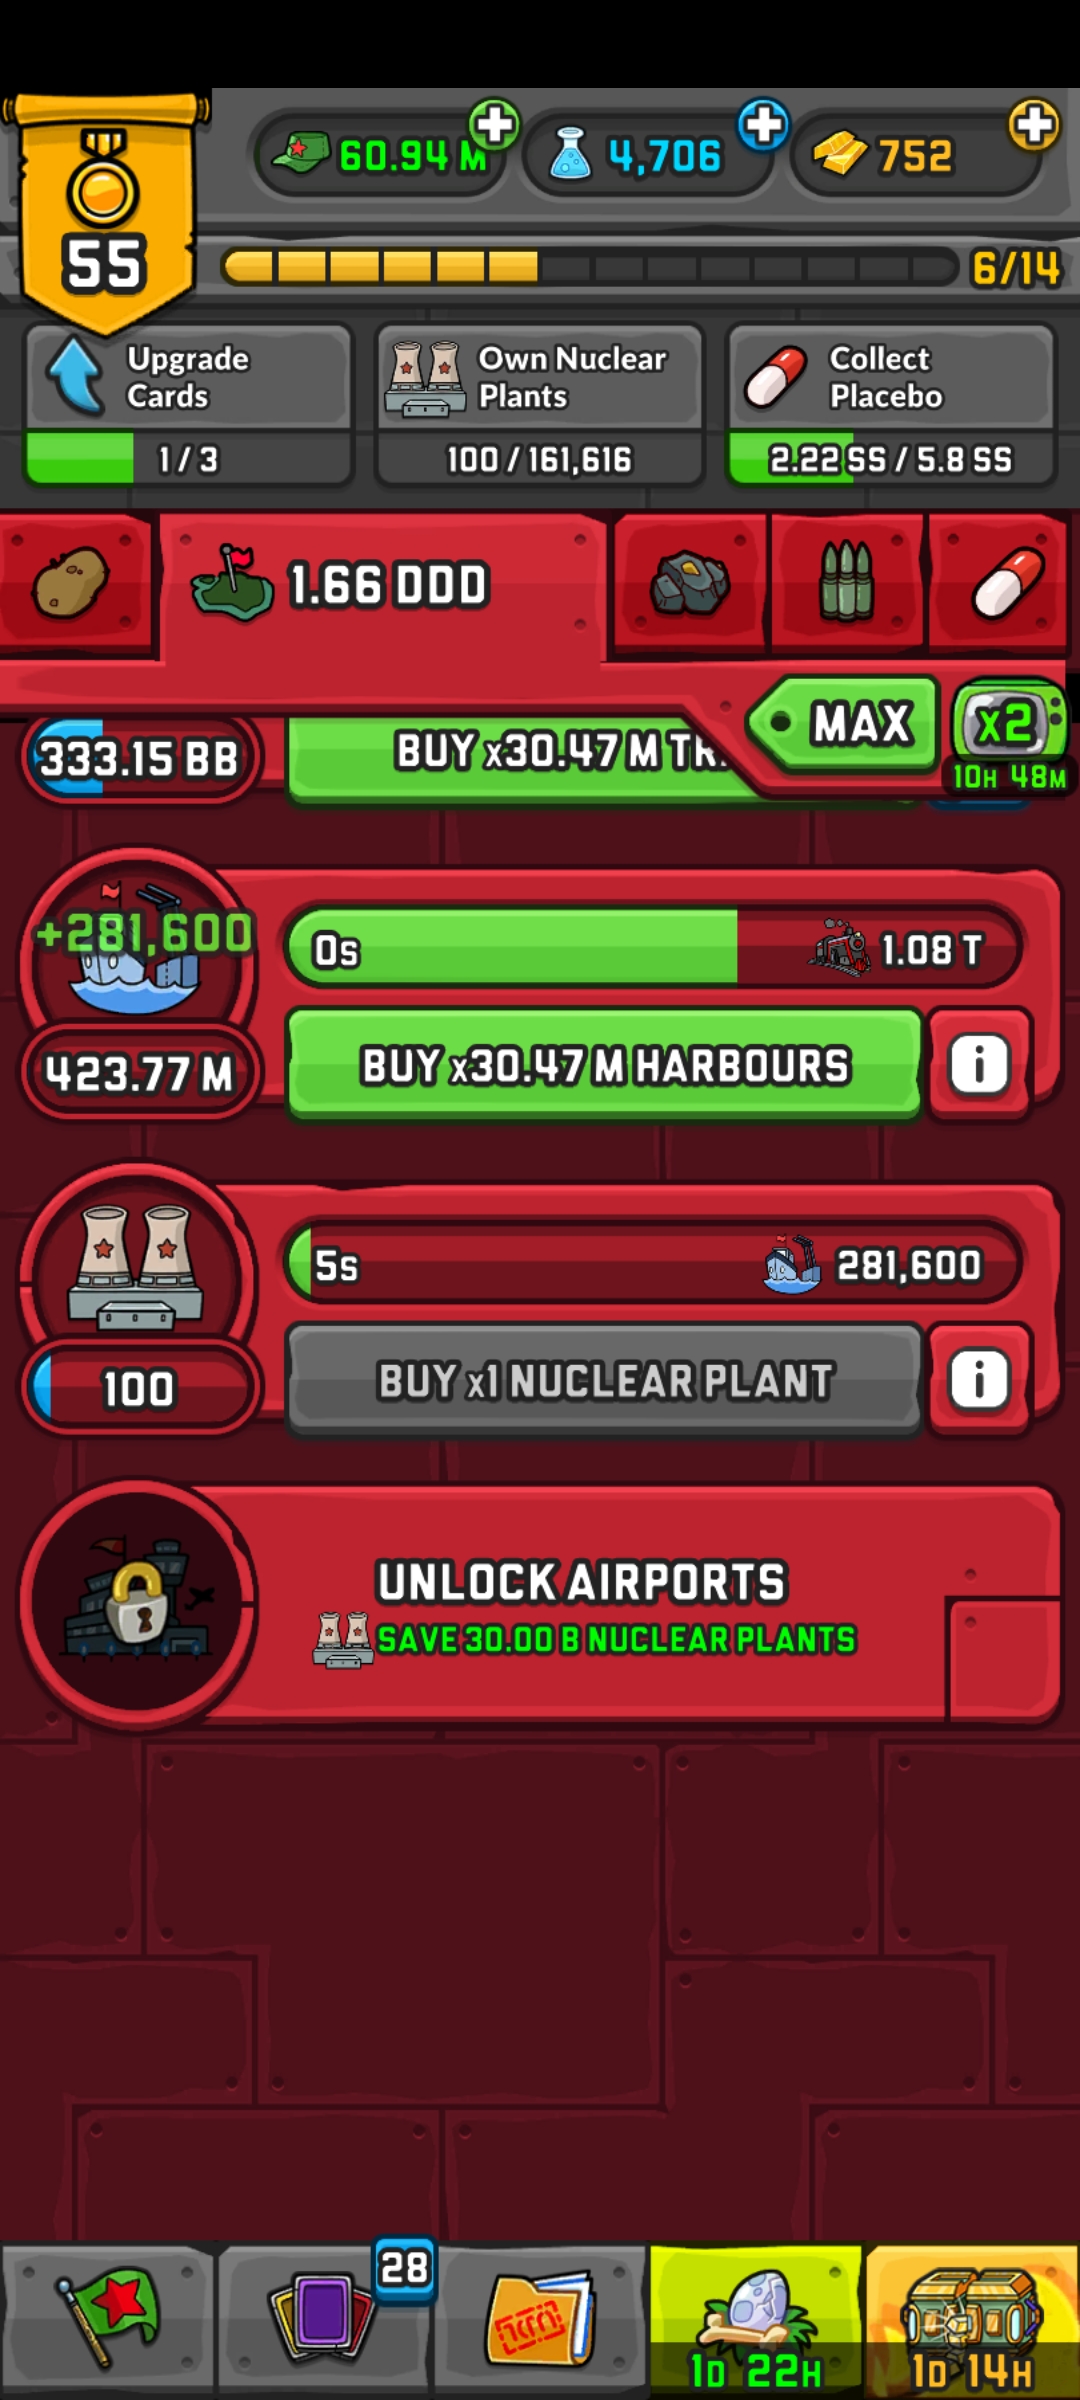 60.94 M
4,706
752
55
6/14
Upgrade
Cards
1 / 3
Own Nuclear
Plants
100 / 161,616
Collect
Placebo
2.22 SS / 5.8 SS
1.66 DDD
MAX
x2
10H 48M
333.15 BB
BUY x30.47 M TR.
+281,600
0s
1.08 T
423.77 M
BUY x30.47 M HARBOURS
i
5s
281,600
100
BUY x1 NUCLEAR PLANT
i
UNLOCK AIRPORTS
SAVE 30.00 B NUCLEAR PLANTS
28
1D 22H
1D 14H